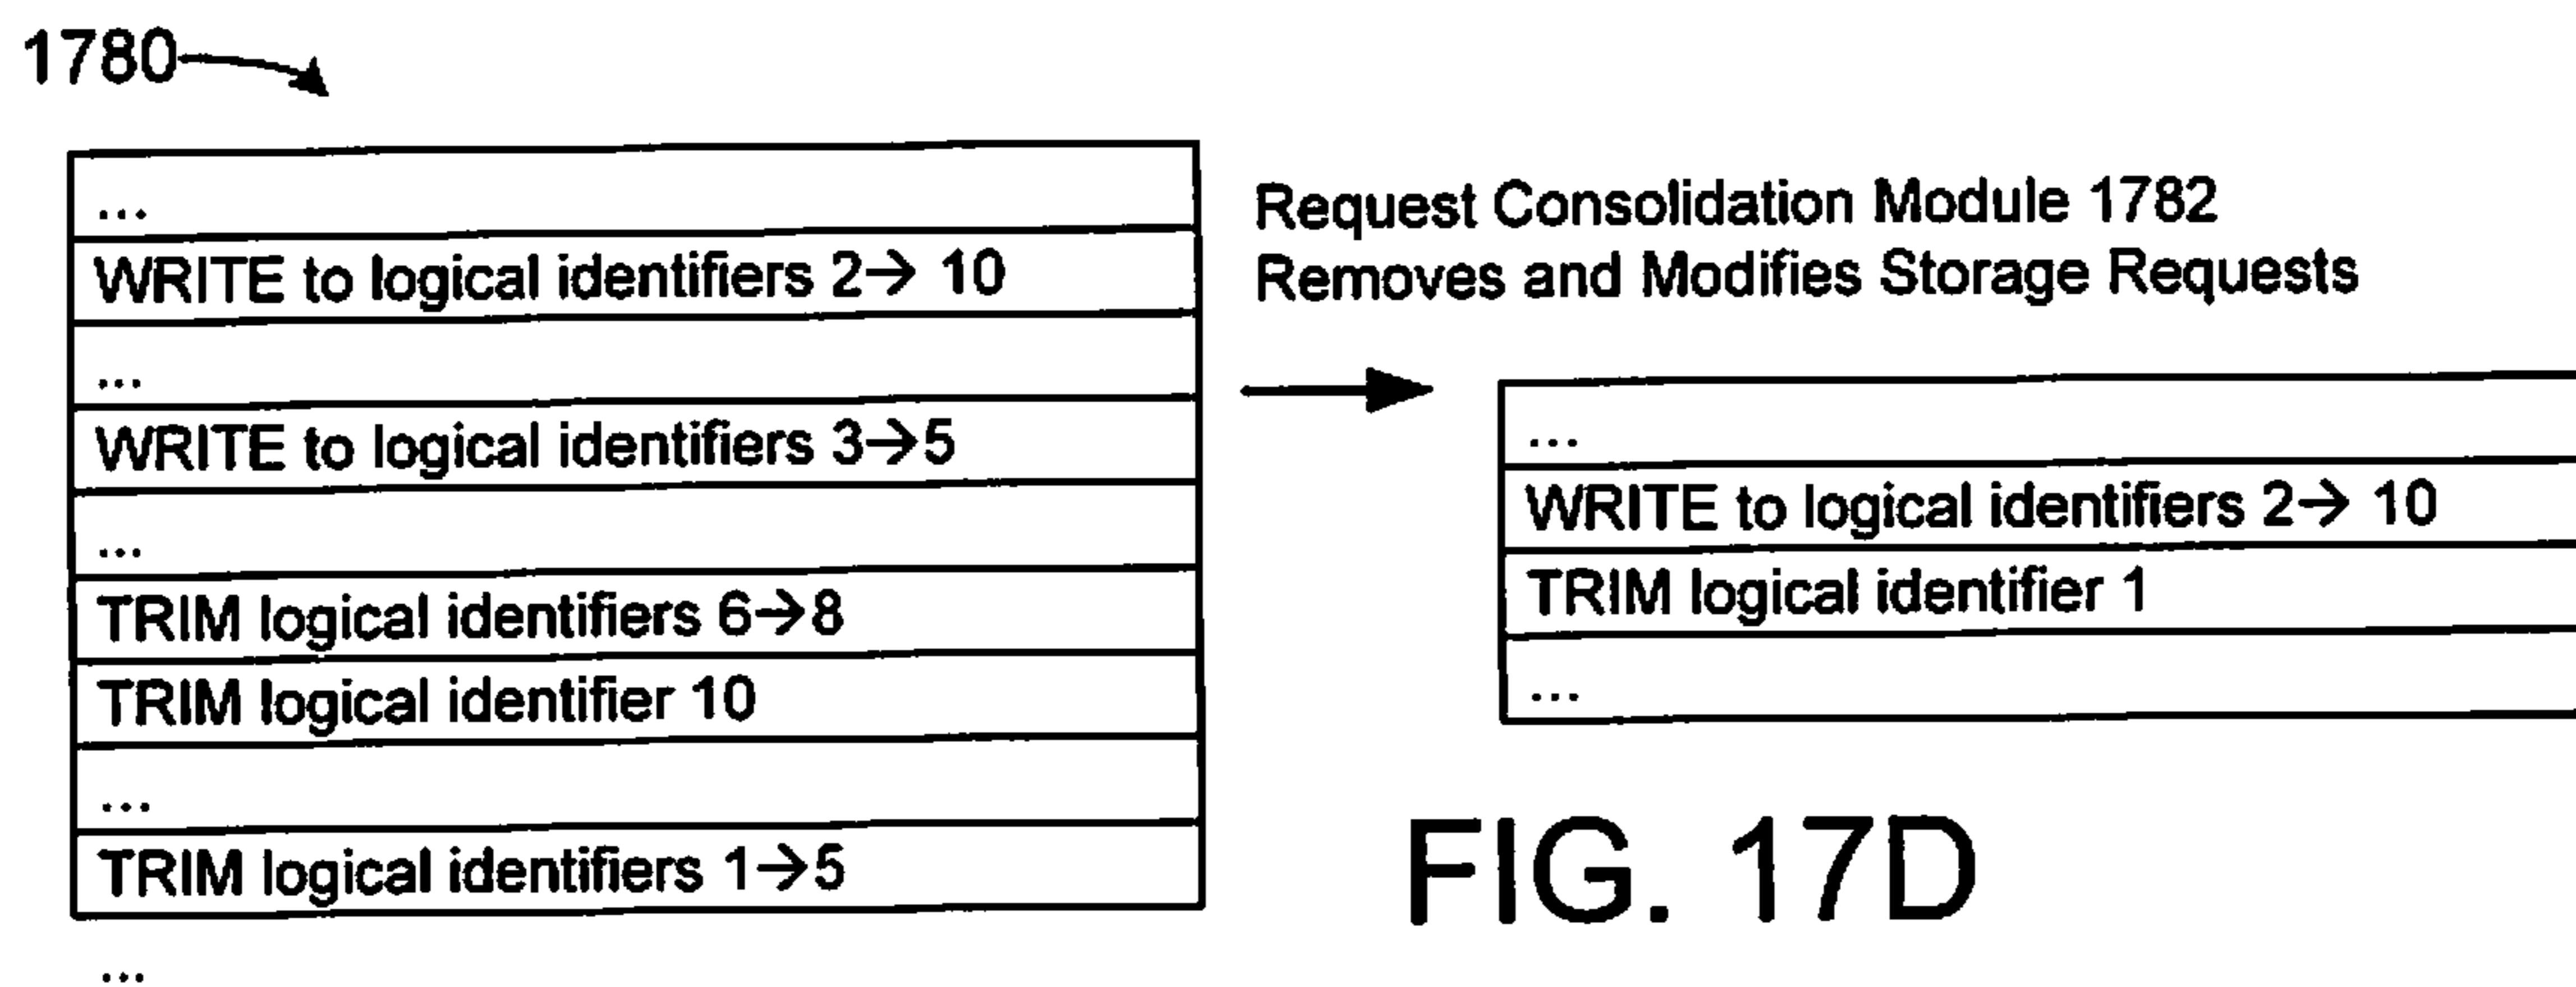 1780
...
WRITE to logical identifiers 2→ 10
...
WRITE to logical identifiers 3→5
...
TRIM logical identifiers 6→8
TRIM logical identifier 10
...
TRIM logical identifiers 1→5
...
Request Consolidation Module 1782
Removes and Modifies Storage Requests
...
WRITE to logical identifiers 2→ 10
TRIM logical identifier 1
...
FIG. 17D